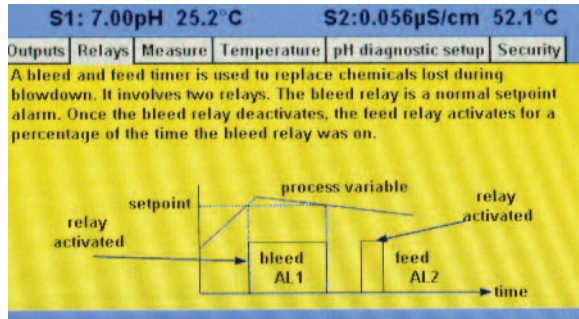 S1: 7.00pH 25.2°C S2:0.056µS/cm 52.1°C
Outputs Relays Measure Temperature pH diagnostic setup Security
A bleed and feed timer is used to replace chemicals lost during
blowdown. It involves two relays. The bleed relay is a normal setpoint
alarm. Once the bleed relay deactivates, the feed relay activates for a
percentage of the time the bleed relay was on.
process variable
setpoint
relay
activated
relay
activated
bleed
AL1
feed
AL2
time